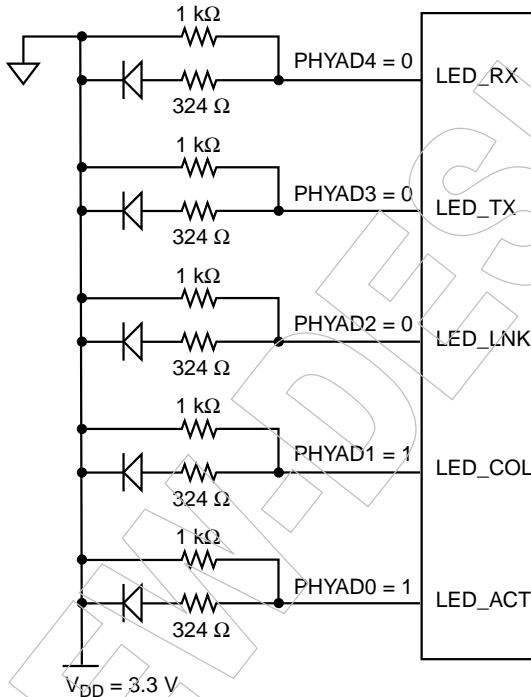 1 kΩ
PHYAD4 = 0
LED_RX
324 Ω
1 kΩ
PHYAD3 = 0
LED_TX
324 Ω
1 kΩ
PHYAD2 = 0
LED_LNK
324 Ω
1 kΩ
PHYAD1 = 1
LED_COL
324 Ω
1 kΩ
PHYAD0 = 1
LED_ACT
324 Ω
VDD = 3.3 V